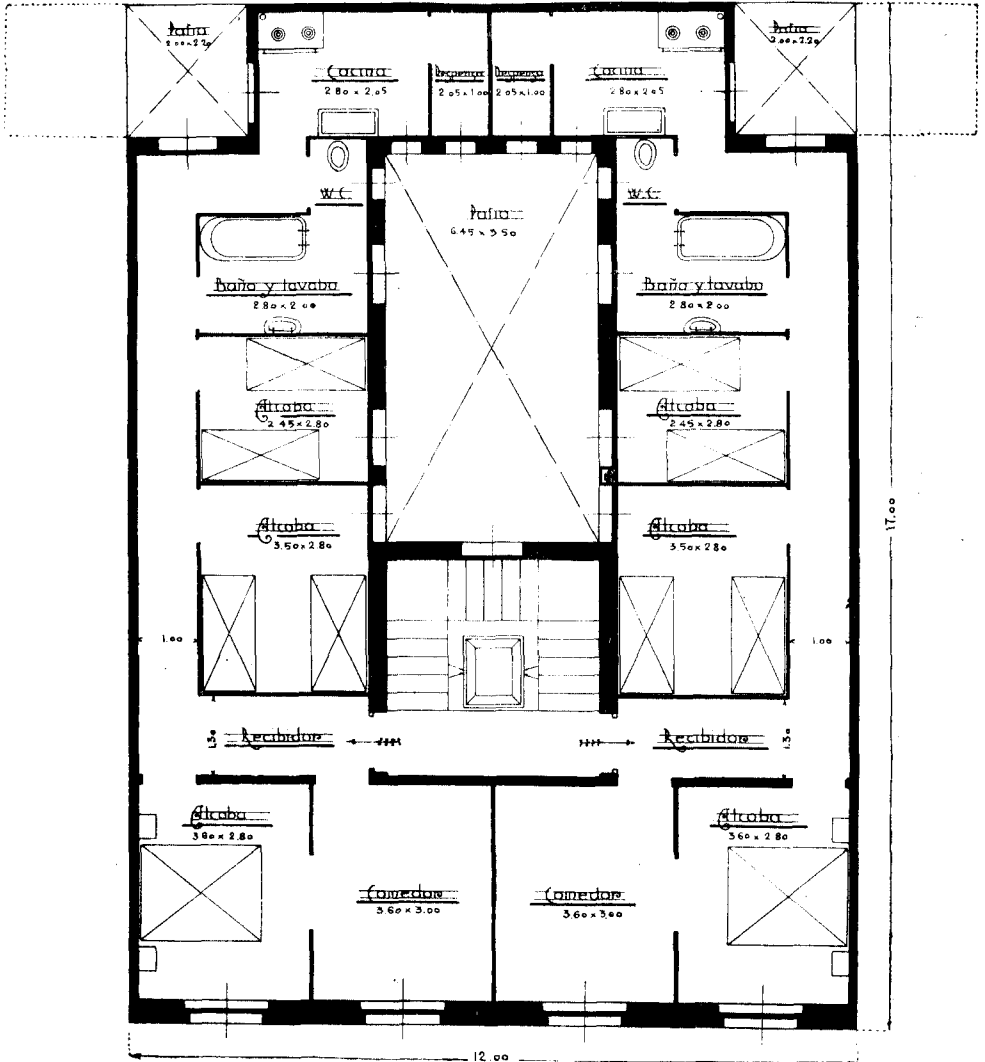 Patio
2.00 x 2.20
Patio
2.00 x 2.20
Cocina
2.80 x 2.05
Despensa
2.05 x 1.00
Despensa
2.05 x 1.00
Cocina
2.80 x 2.05
W.C.
Patio
6.45 x 3.50
W.C.
Baño y lavabo
2.80 x 2.00
Baño y lavabo
2.80 x 2.00
Alcoba
2.45 x 2.80
Alcoba
2.45 x 2.80
Alcoba
3.50 x 2.80
Alcoba
3.50 x 2.80
17.00
1.00
1.00
1.30
Recibidor
Recibidor
1.30
Alcoba
3.60 x 2.80
Alcoba
3.60 x 2.80
Comedor
3.60 x 3.00
Comedor
3.60 x 3.00
12.00